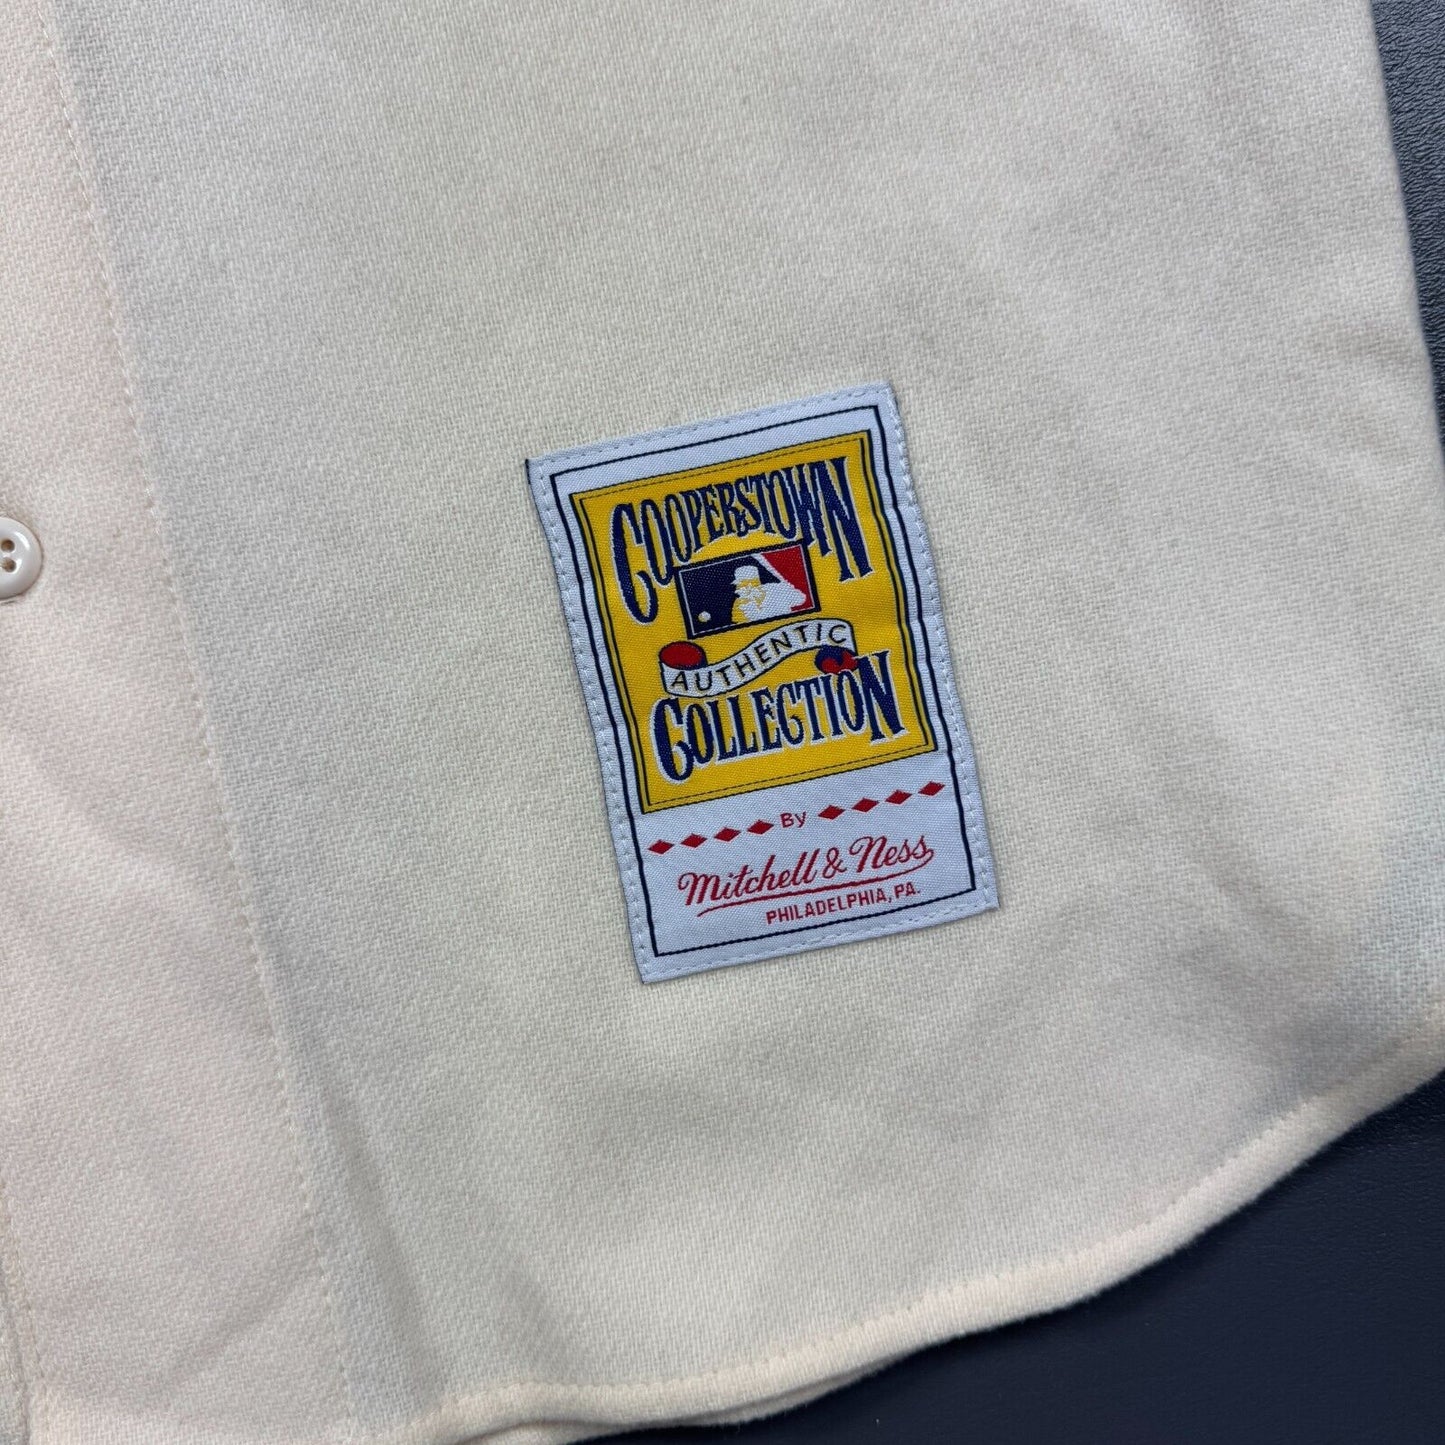 COOPERSTOWN
AUTHENTIC
COLLECTION
By
Mitchell & Ness
PHILADELPHIA, PA.